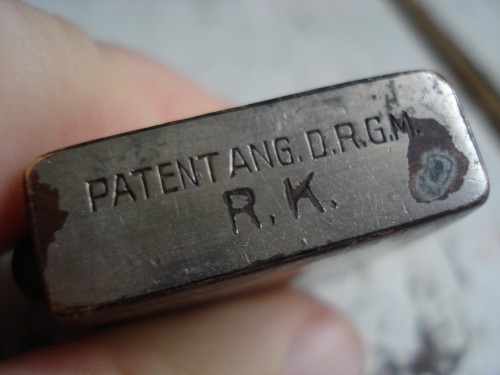 PATENT ANG. D.R.G.M.
R.K.